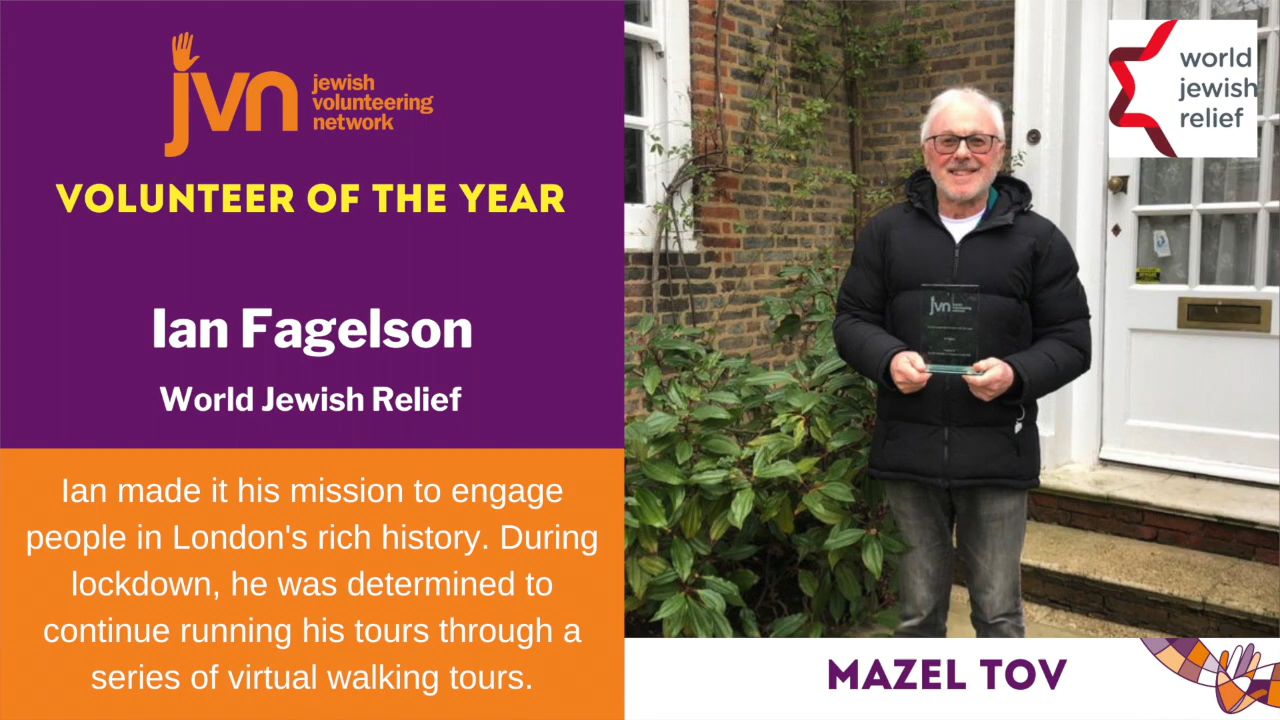 jvn
jewish
volunteering
network
VOLUNTEER OF THE YEAR
Ian Fagelson
World Jewish Relief
Ian made it his mission to engage
people in London's rich history. During
lockdown, he was determined to
continue running his tours through a
series of virtual walking tours.
world
jewish
relief
jvn
MAZEL TOV